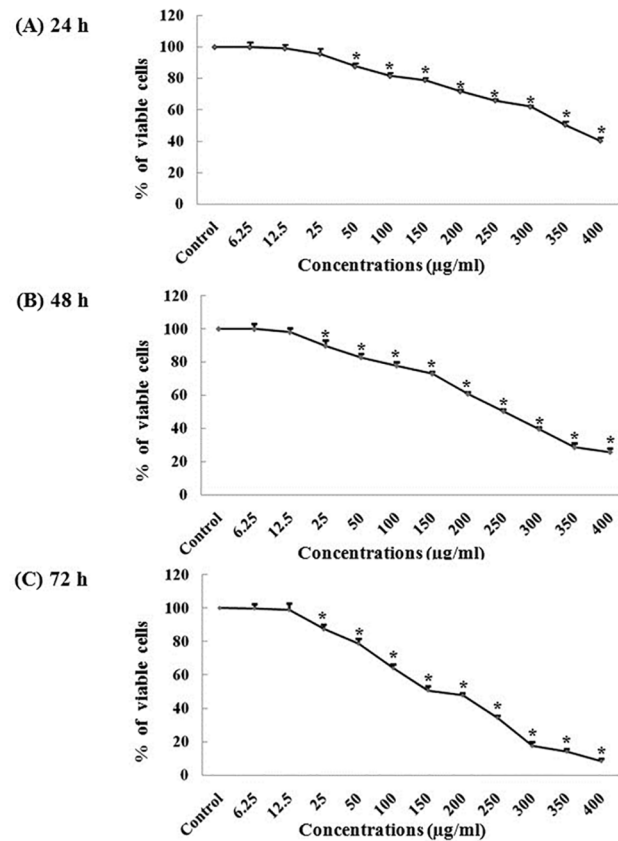 (A) 24 h
% of viable cells
120
100
80
60
40
20
0
* * * * * * * *
Control 6.25 12.5 25 50 100 150 200 250 300 350 400
Concentrations (µg/ml)
(B) 48 h
% of viable cells
120
100
80
60
40
20
0
* * * * * * * * *
Control 6.25 12.5 25 50 100 150 200 250 300 350 400
Concentrations (µg/ml)
(C) 72 h
% of viable cells
120
100
80
60
40
20
0
* * * * * * * * *
Control 6.25 12.5 25 50 100 150 200 250 300 350 400
Concentrations (µg/ml)